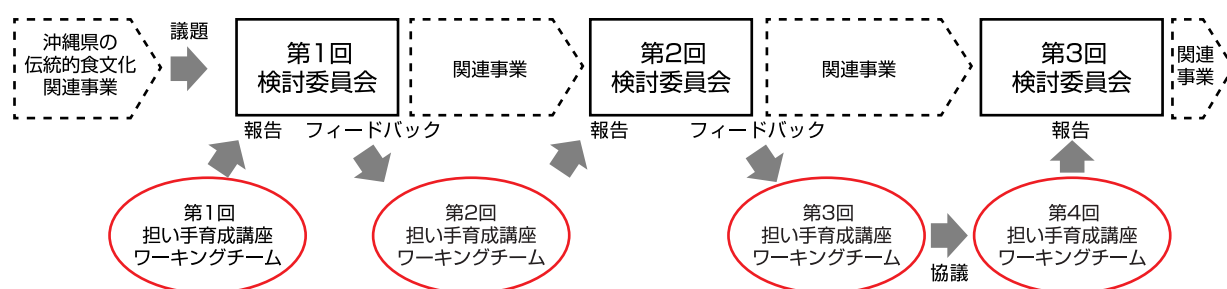 沖縄県の
伝統的食文化
関連事業
議題
第1回
検討委員会
関連事業
第2回
検討委員会
関連事業
第3回
検討委員会
関連
事業
報告
フィードバック
報告
フィードバック
報告
第1回
担い手育成講座
ワーキングチーム
第2回
担い手育成講座
ワーキングチーム
第3回
担い手育成講座
ワーキングチーム
協議
第4回
担い手育成講座
ワーキングチーム